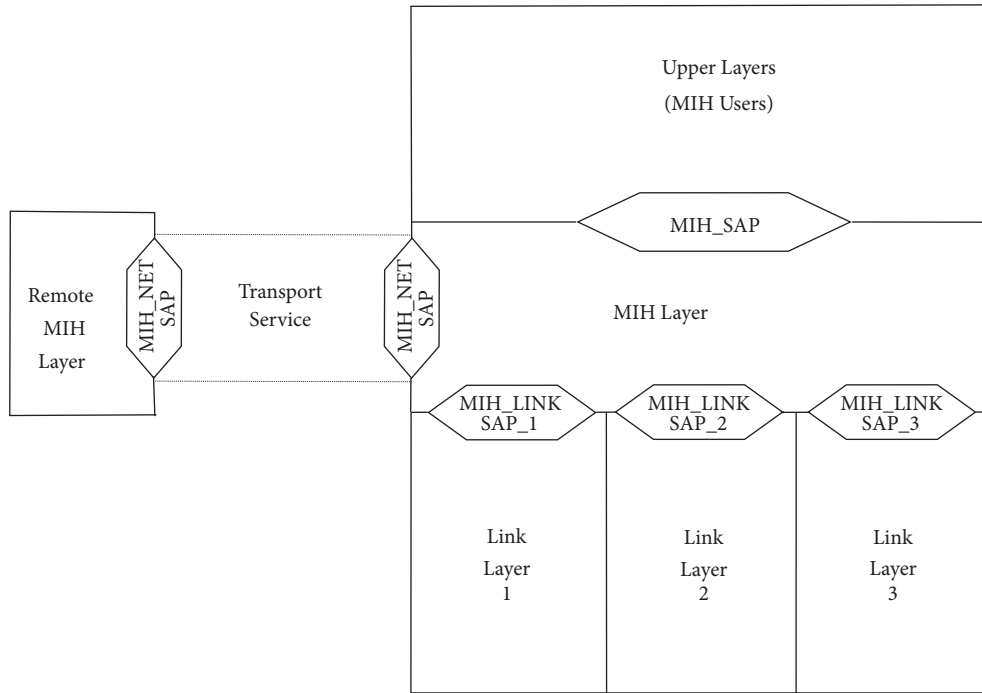 Upper Layers
(MIH Users)
MIH_SAP
Remote
MIH
Layer
MIH_NET
SAP
Transport
Service
MIH_NET
SAP
MIH Layer
MIH_LINK
SAP_1
MIH_LINK
SAP_2
MIH_LINK
SAP_3
Link
Layer
1
Link
Layer
2
Link
Layer
3